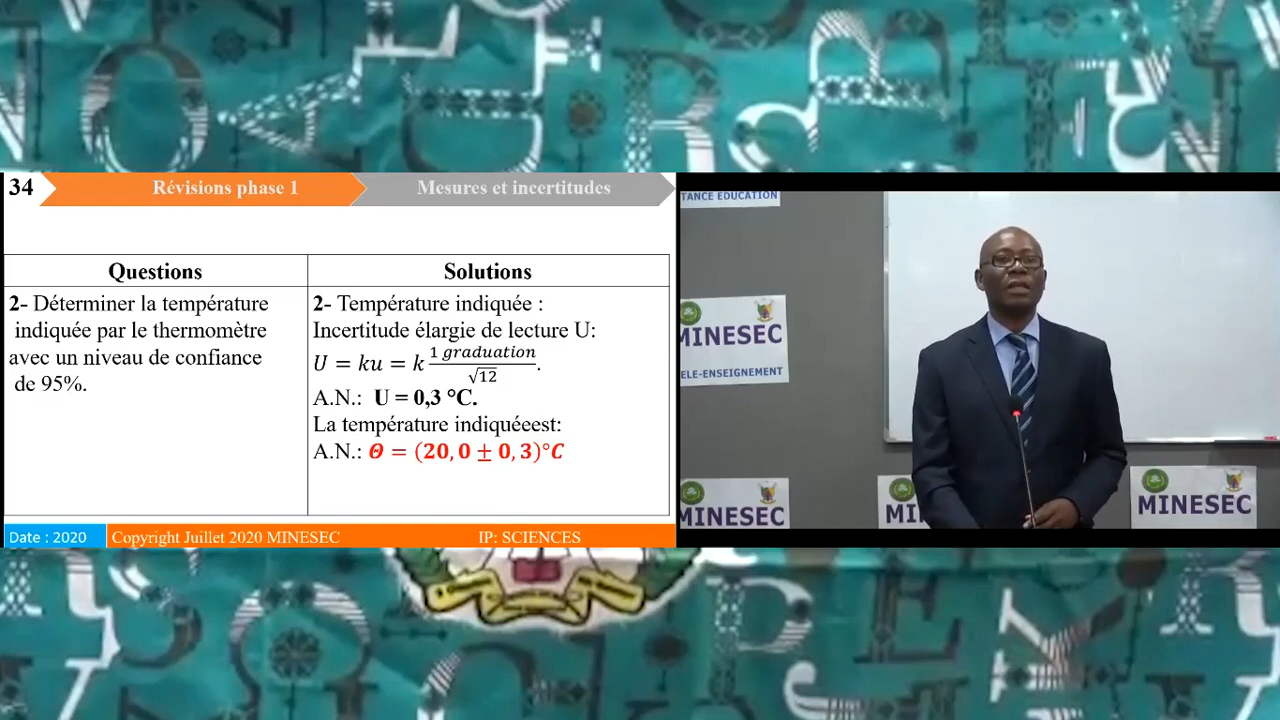 34
Révisions phase 1
Mesures et incertitudes
Questions
Solutions
2- Déterminer la température
indiquée par le thermomètre
avec un niveau de confiance
de 95%.
2- Température indiquée :
Incertitude élargie de lecture U:
U = ku = k 1 graduation/√12.
A.N.: U = 0,3 °C.
La température indiquéeest:
A.N.: Θ = (20, 0 ± 0, 3)°C
Date : 2020
Copyright Juillet 2020 MINESEC
IP: SCIENCES
TANCE EDUCATION
MINESEC
ELE-ENSEIGNEMENT
MINESEC
MI
MINESEC